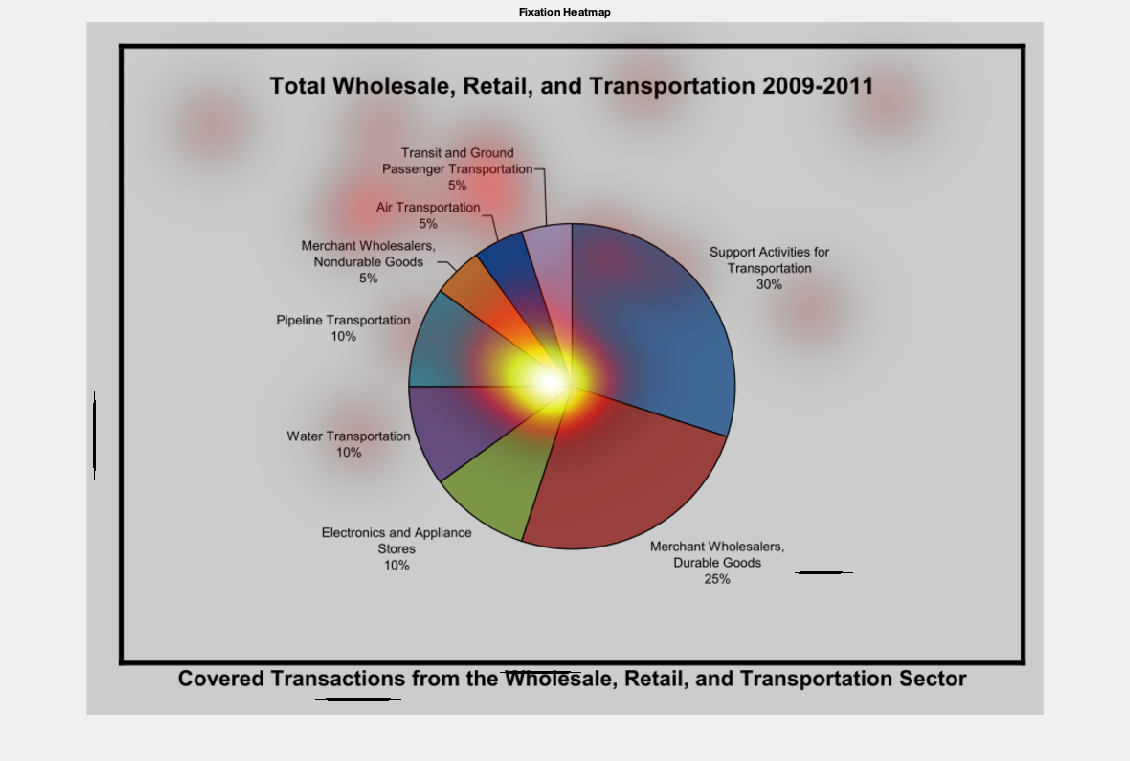 Fixation Heatmap
Total Wholesale, Retail, and Transportation 2009-2011
Transit and Ground
Passenger Transportation
5%
Air Transportation
5%
Merchant Wholesalers,
Nondurable Goods
5%
Support Activities for
Transportation
30%
Pipeline Transportation
10%
Water Transportation
10%
Electronics and Appliance
Stores
10%
Merchant Wholesalers,
Durable Goods
25%
Covered Transactions from the Wholesale, Retail, and Transportation Sector